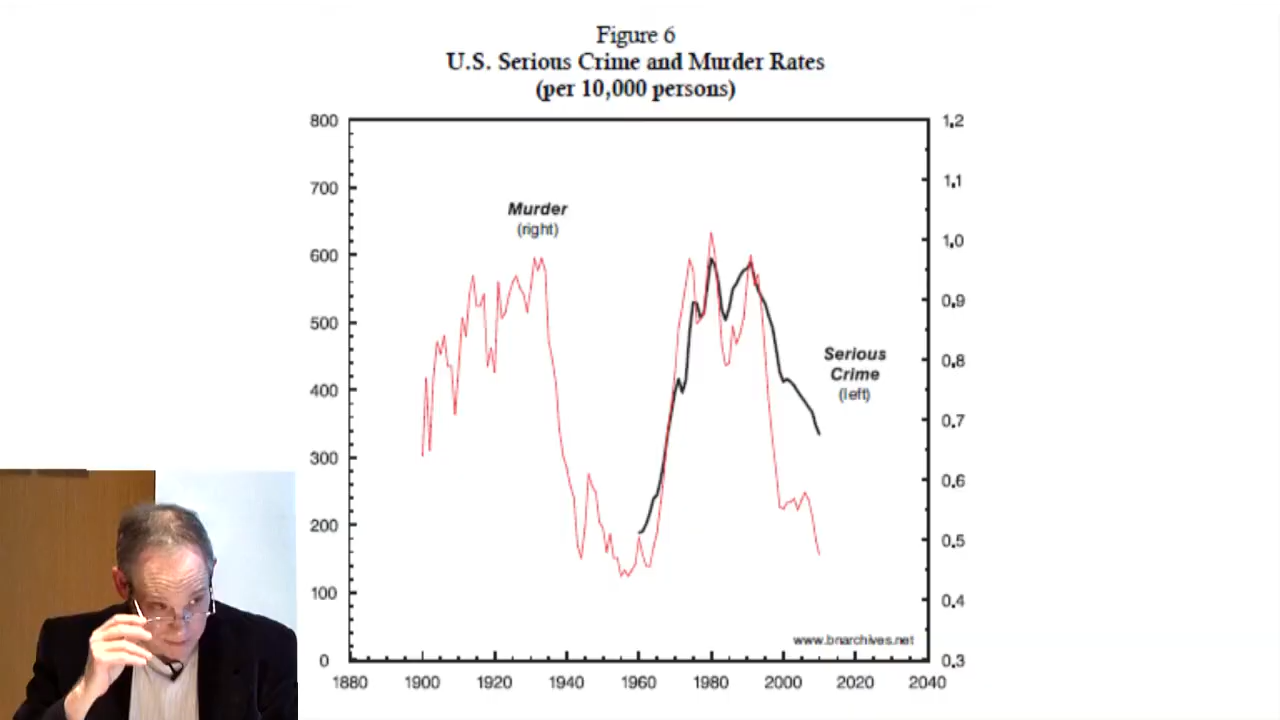 Figure 6
U.S. Serious Crime and Murder Rates
(per 10,000 persons)
800
700
600
500
400
300
200
100
0
1,2
1,1
1,0
0,9
0,8
0,7
0,6
0,5
0,4
0,3
Murder
(right)
Serious
Crime
(left)
www.bnarchives.net
1880 1900 1920 1940 1960 1980 2000 2020 2040